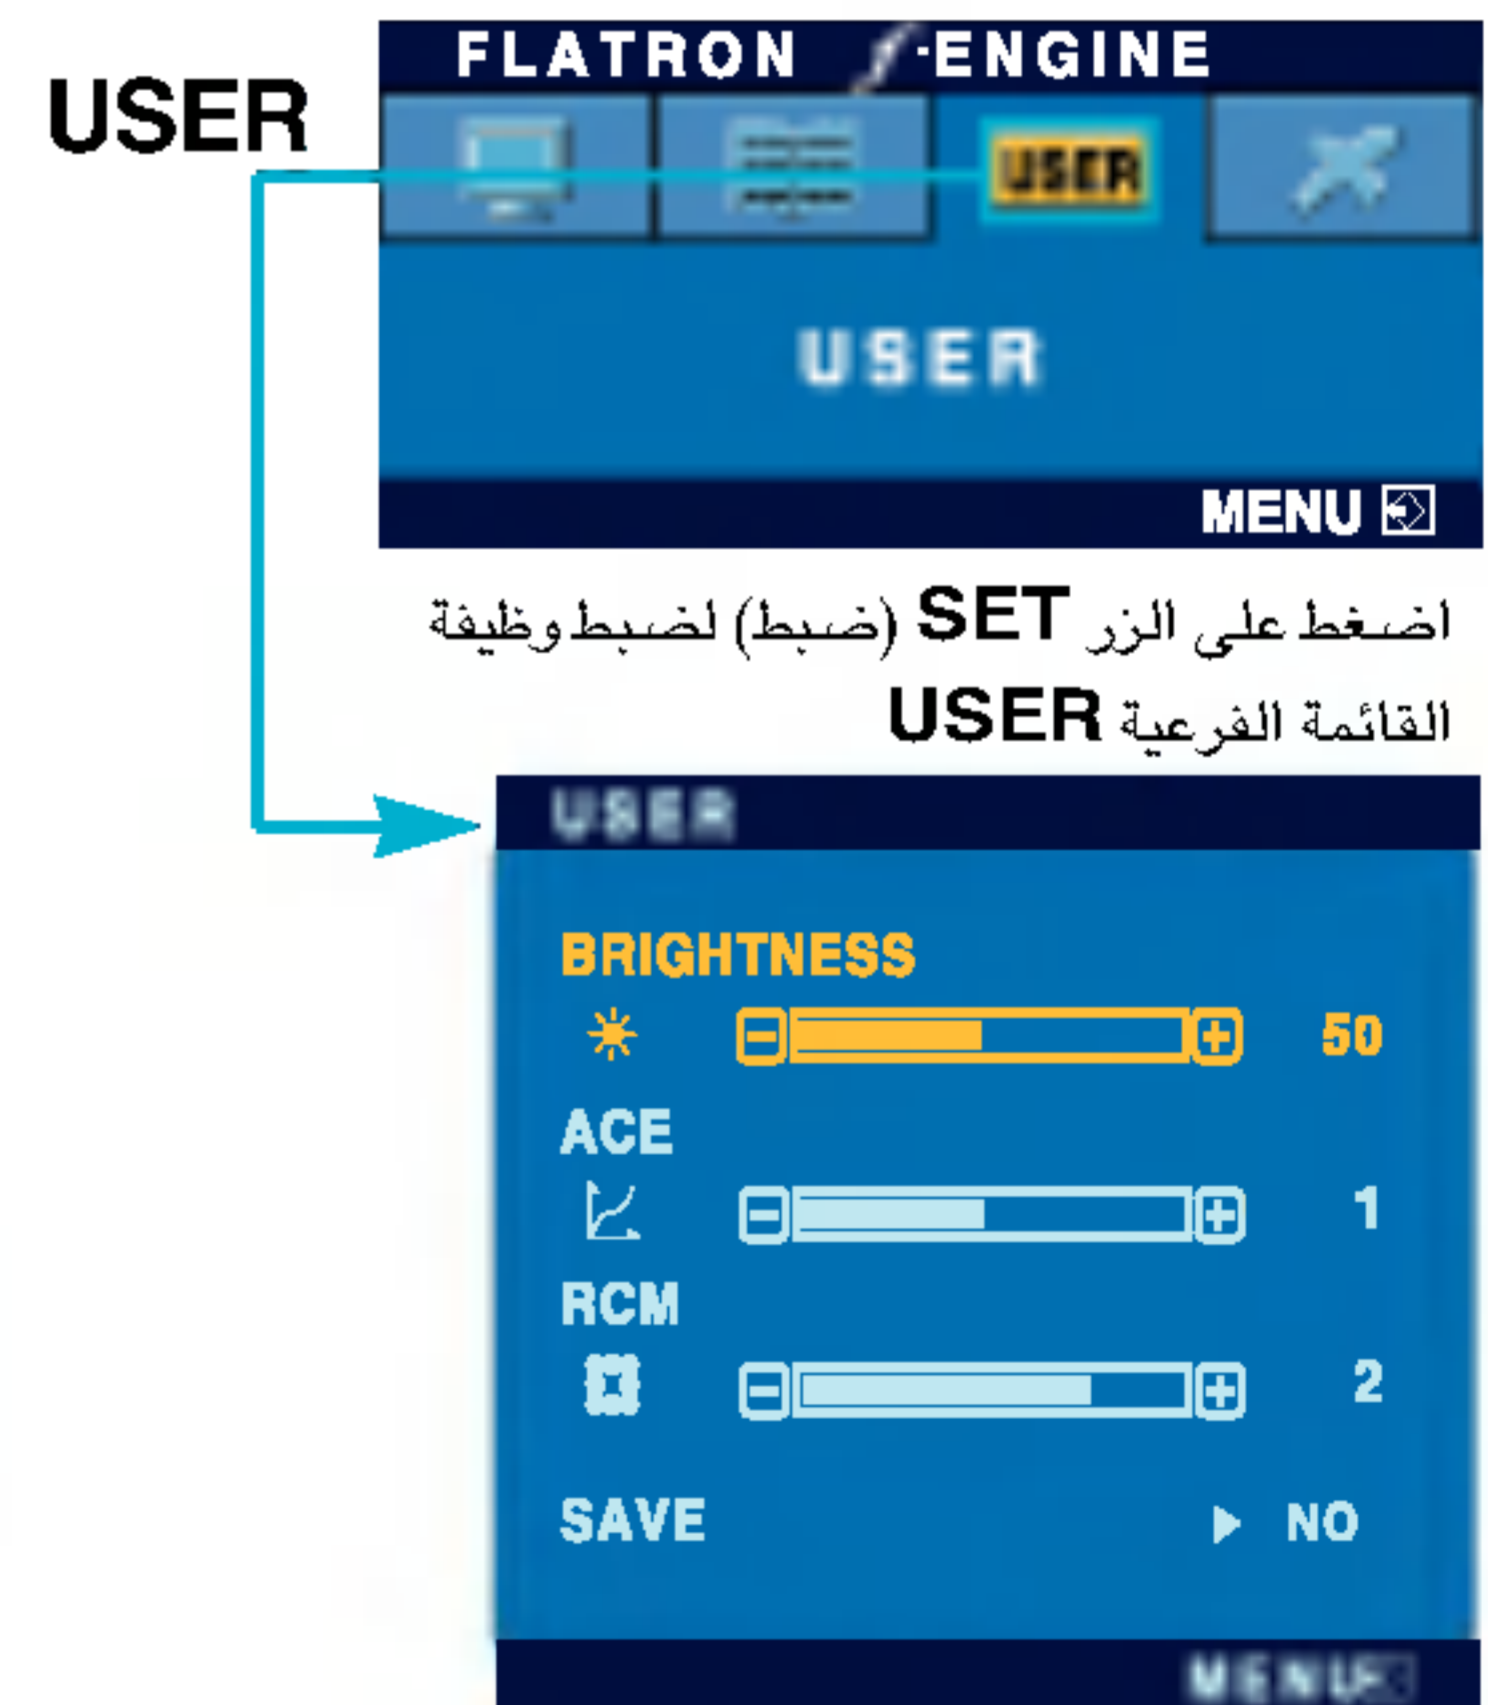 FLATRON f-ENGINE
USER
USER
USER
MENU
اضغط على الزر SET (ضبط) لضبط وظيفة
القائمة الفرعية USER
USER
BRIGHTNESS
50
ACE
1
RCM
2
SAVE NO
MENU